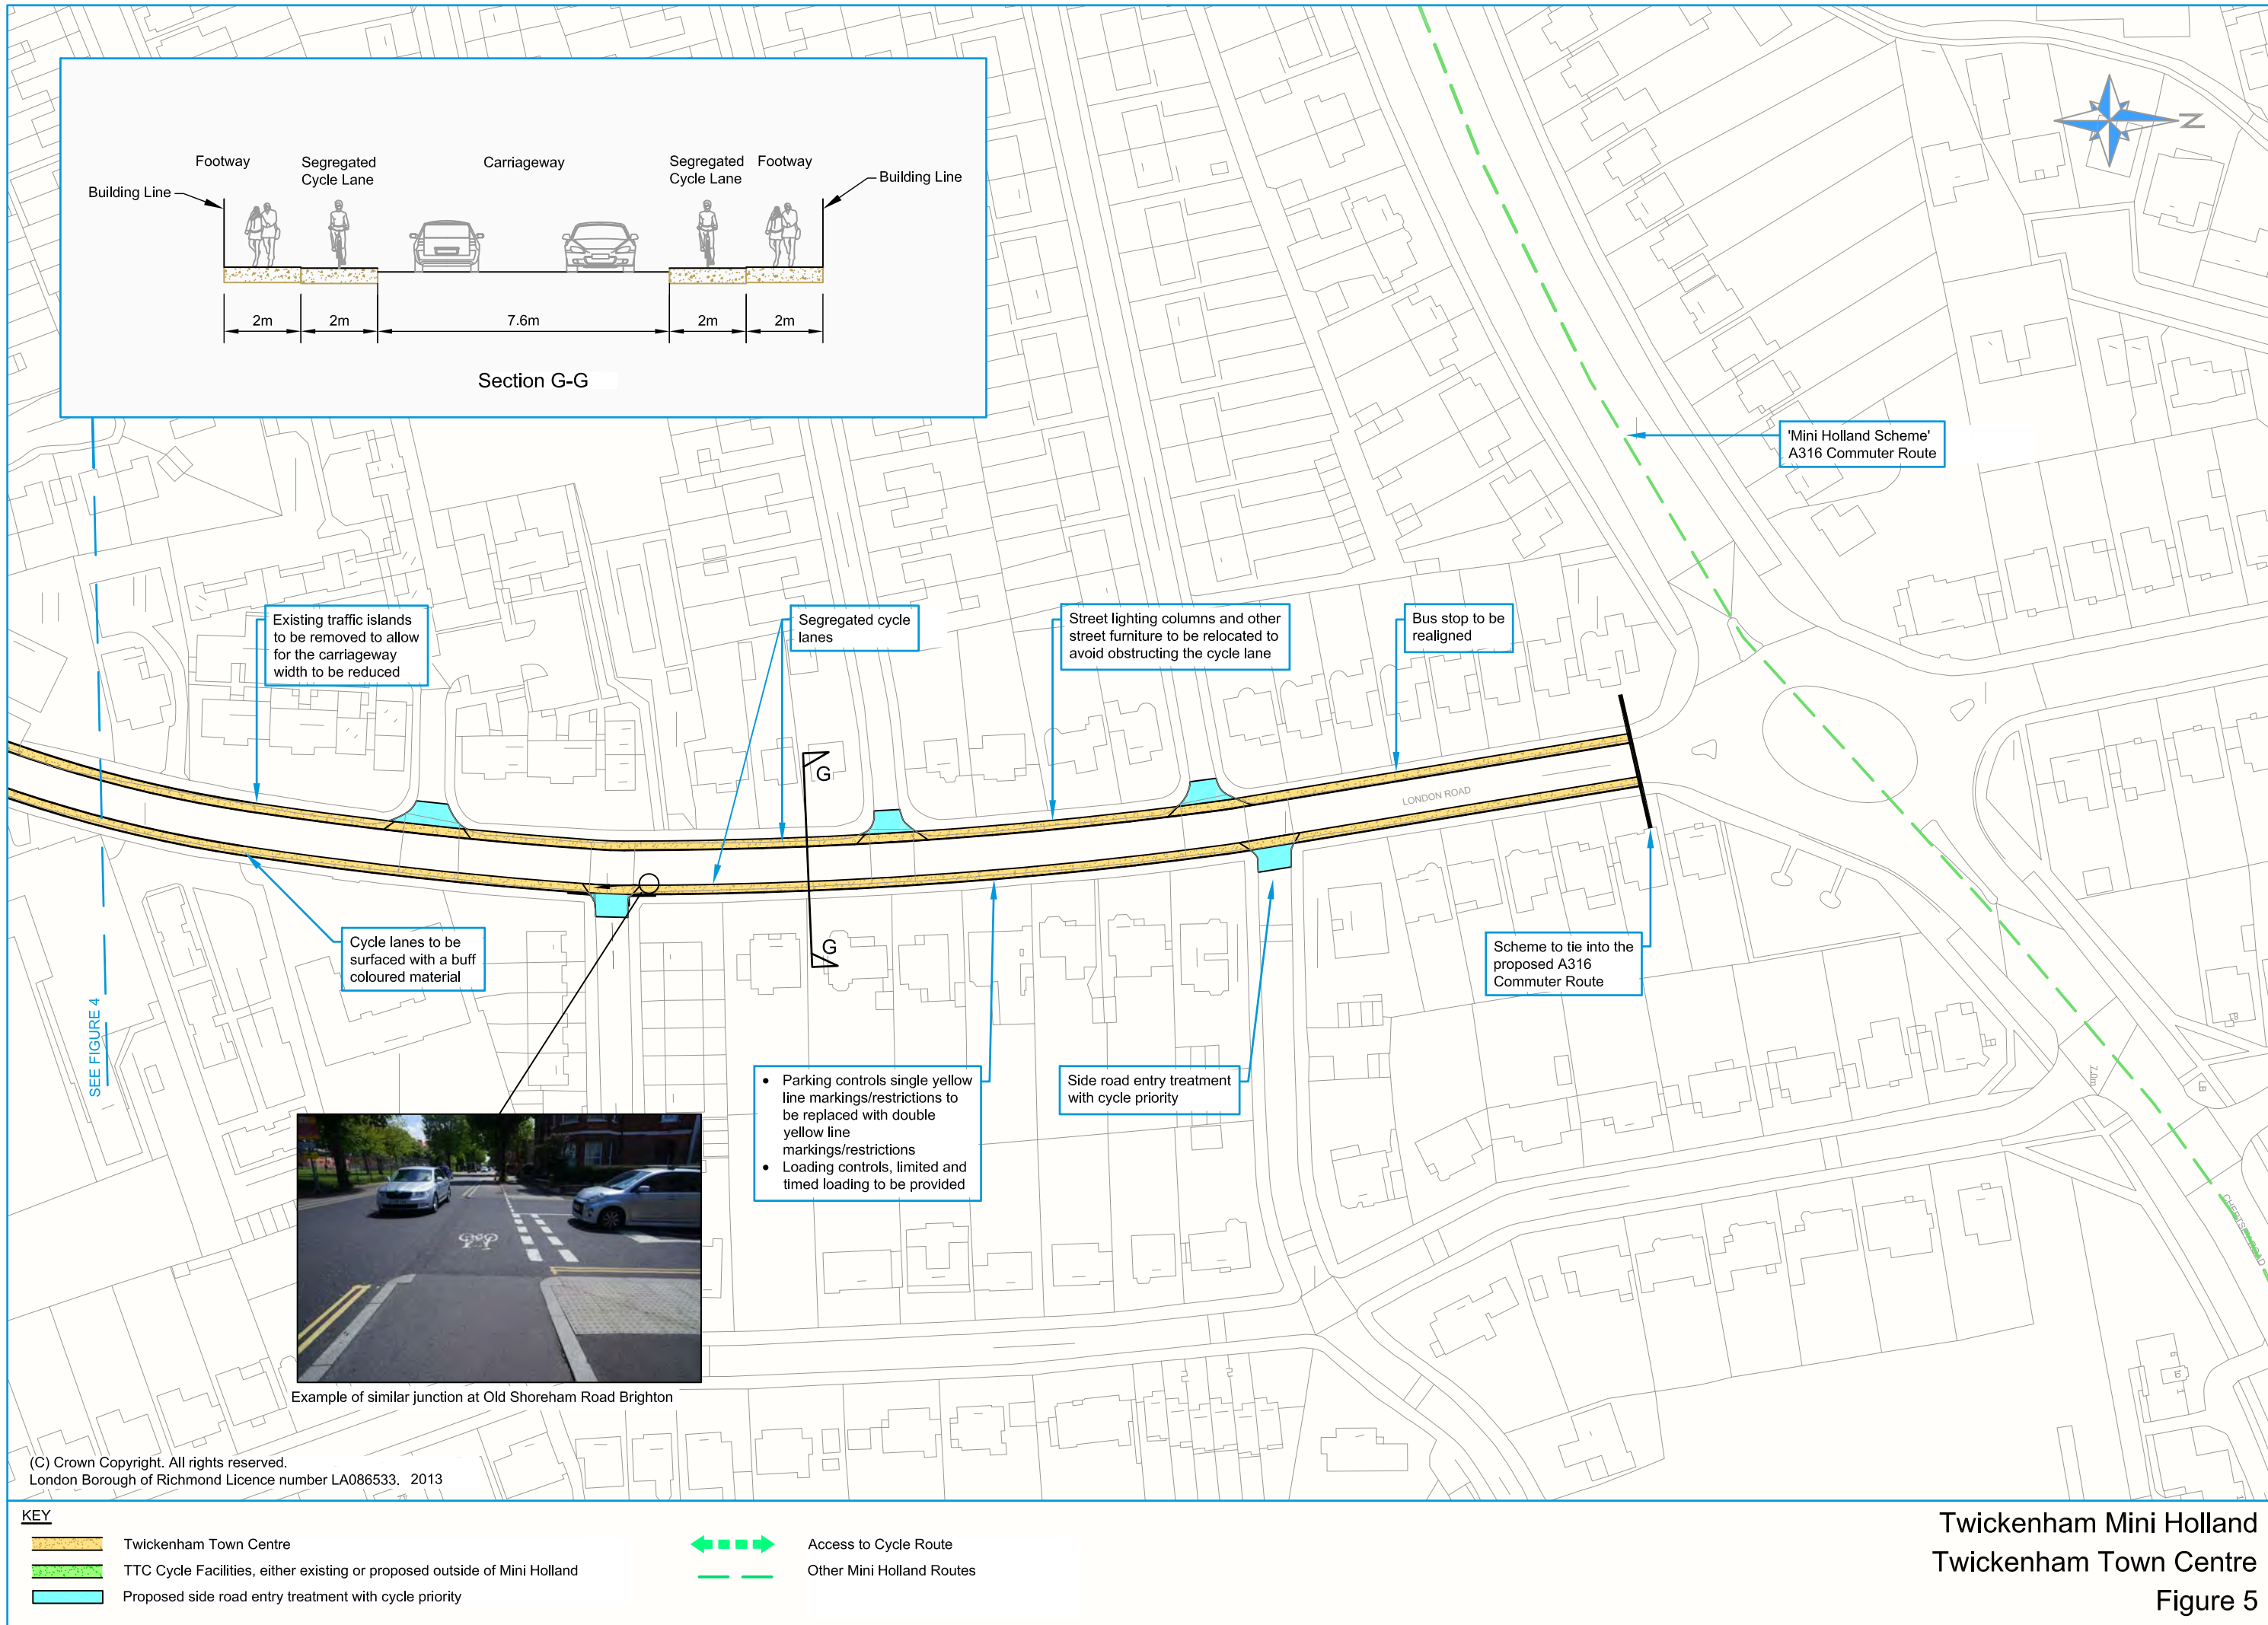 Footway
Segregated
Cycle Lane
Carriageway
Segregated
Cycle Lane
Footway
Building Line
Building Line
2m
2m
7.6m
2m
2m
Section G-G
N
'Mini Holland Scheme'
A316 Commuter Route
Existing traffic islands
to be removed to allow
for the carriageway
width to be reduced
Segregated cycle
lanes
Street lighting columns and other
street furniture to be relocated to
avoid obstructing the cycle lane
Bus stop to be
realigned
G
LONDON ROAD
G
Cycle lanes to be
surfaced with a buff
coloured material
Scheme to tie into the
proposed A316
Commuter Route
SEE FIGURE 4
• Parking controls single yellow
line markings/restrictions to
be replaced with double
yellow line
markings/restrictions
• Loading controls, limited and
timed loading to be provided
Side road entry treatment
with cycle priority
7.0m
LB
CHERTSEY ROAD
Example of similar junction at Old Shoreham Road Brighton
(C) Crown Copyright. All rights reserved.
London Borough of Richmond Licence number LA086533. 2013
KEY
Twickenham Town Centre
TTC Cycle Facilities, either existing or proposed outside of Mini Holland
Proposed side road entry treatment with cycle priority
Access to Cycle Route
Other Mini Holland Routes
Twickenham Mini Holland
Twickenham Town Centre
Figure 5